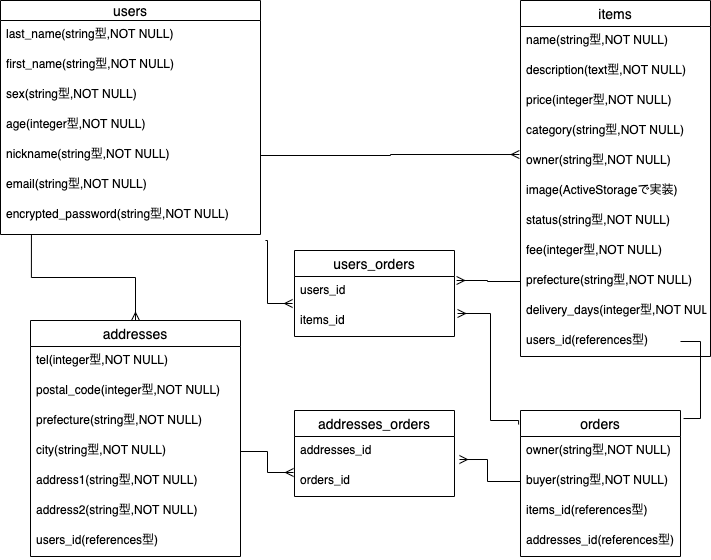 users
last_name(string型,NOT NULL)
first_name(string型,NOT NULL)
sex(string型,NOT NULL)
age(integer型,NOT NULL)
nickname(string型,NOT NULL)
email(string型,NOT NULL)
encrypted_password(string型,NOT NULL)
items
name(string型,NOT NULL)
description(text型,NOT NULL)
price(integer型,NOT NULL)
category(string型,NOT NULL)
owner(string型,NOT NULL)
image(ActiveStorageで実装)
status(string型,NOT NULL)
fee(integer型,NOT NULL)
prefecture(string型,NOT NULL)
delivery_days(integer型,NOT NUL
users_id(references型)
users_orders
users_id
items_id
addresses
tel(integer型,NOT NULL)
postal_code(integer型,NOT NULL)
prefecture(string型,NOT NULL)
city(string型,NOT NULL)
address1(string型,NOT NULL)
address2(string型,NOT NULL)
users_id(references型)
addresses_orders
addresses_id
orders_id
orders
owner(string型,NOT NULL)
buyer(string型,NOT NULL)
items_id(references型)
addresses_id(references型)